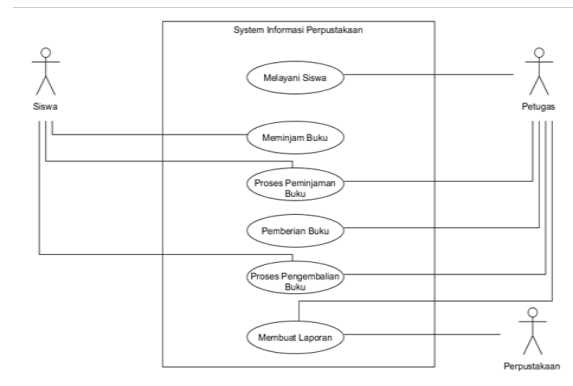 System Informasi Perpustakaan
Melayani Siswa
Siswa
Petugas
Meminjam Buku
Proses Peminjaman
Buku
Pemberian Buku
Proses Pengembalian
Buku
Membuat Laporan
Perpustakaan